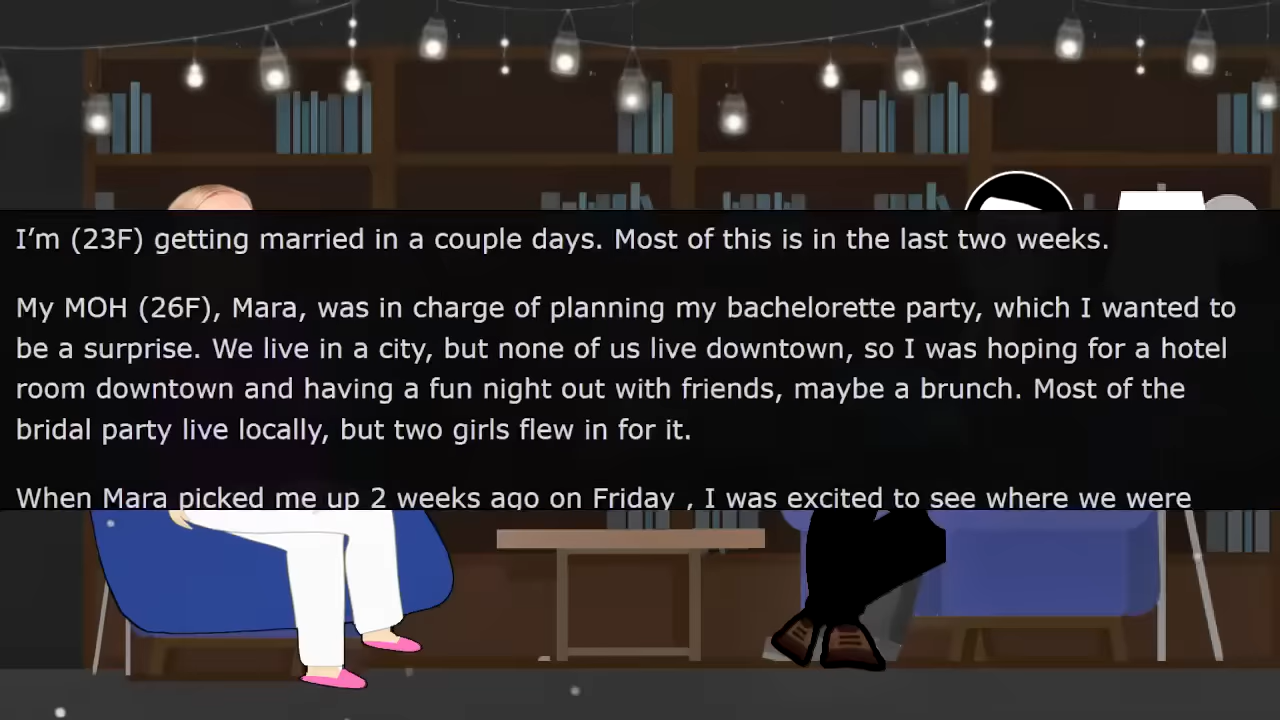 I’m (23F) getting married in a couple days. Most of this is in the last two weeks.
My MOH (26F), Mara, was in charge of planning my bachelorette party, which I wanted to
be a surprise. We live in a city, but none of us live downtown, so I was hoping for a hotel
room downtown and having a fun night out with friends, maybe a brunch. Most of the
bridal party live locally, but two girls flew in for it.
When Mara picked me up 2 weeks ago on Friday , I was excited to see where we were